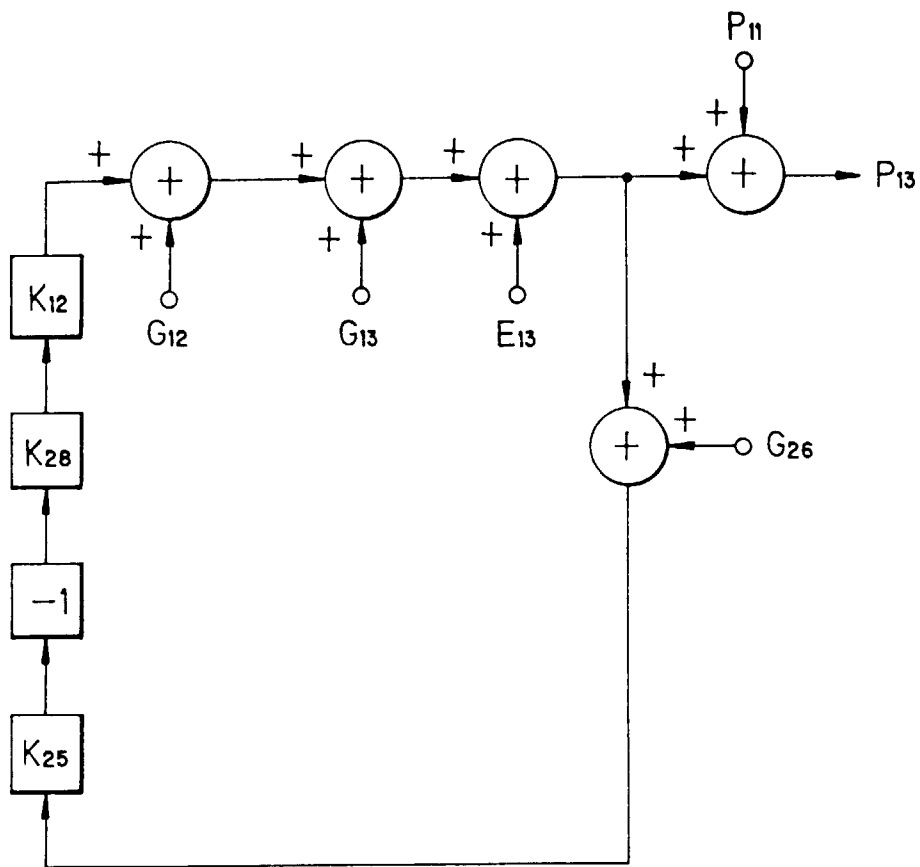 P11
+
+ + + + +
+ + + + P13
+ + +
K12
G12 G13 E13
+
+
K28 + G26
−1
K25